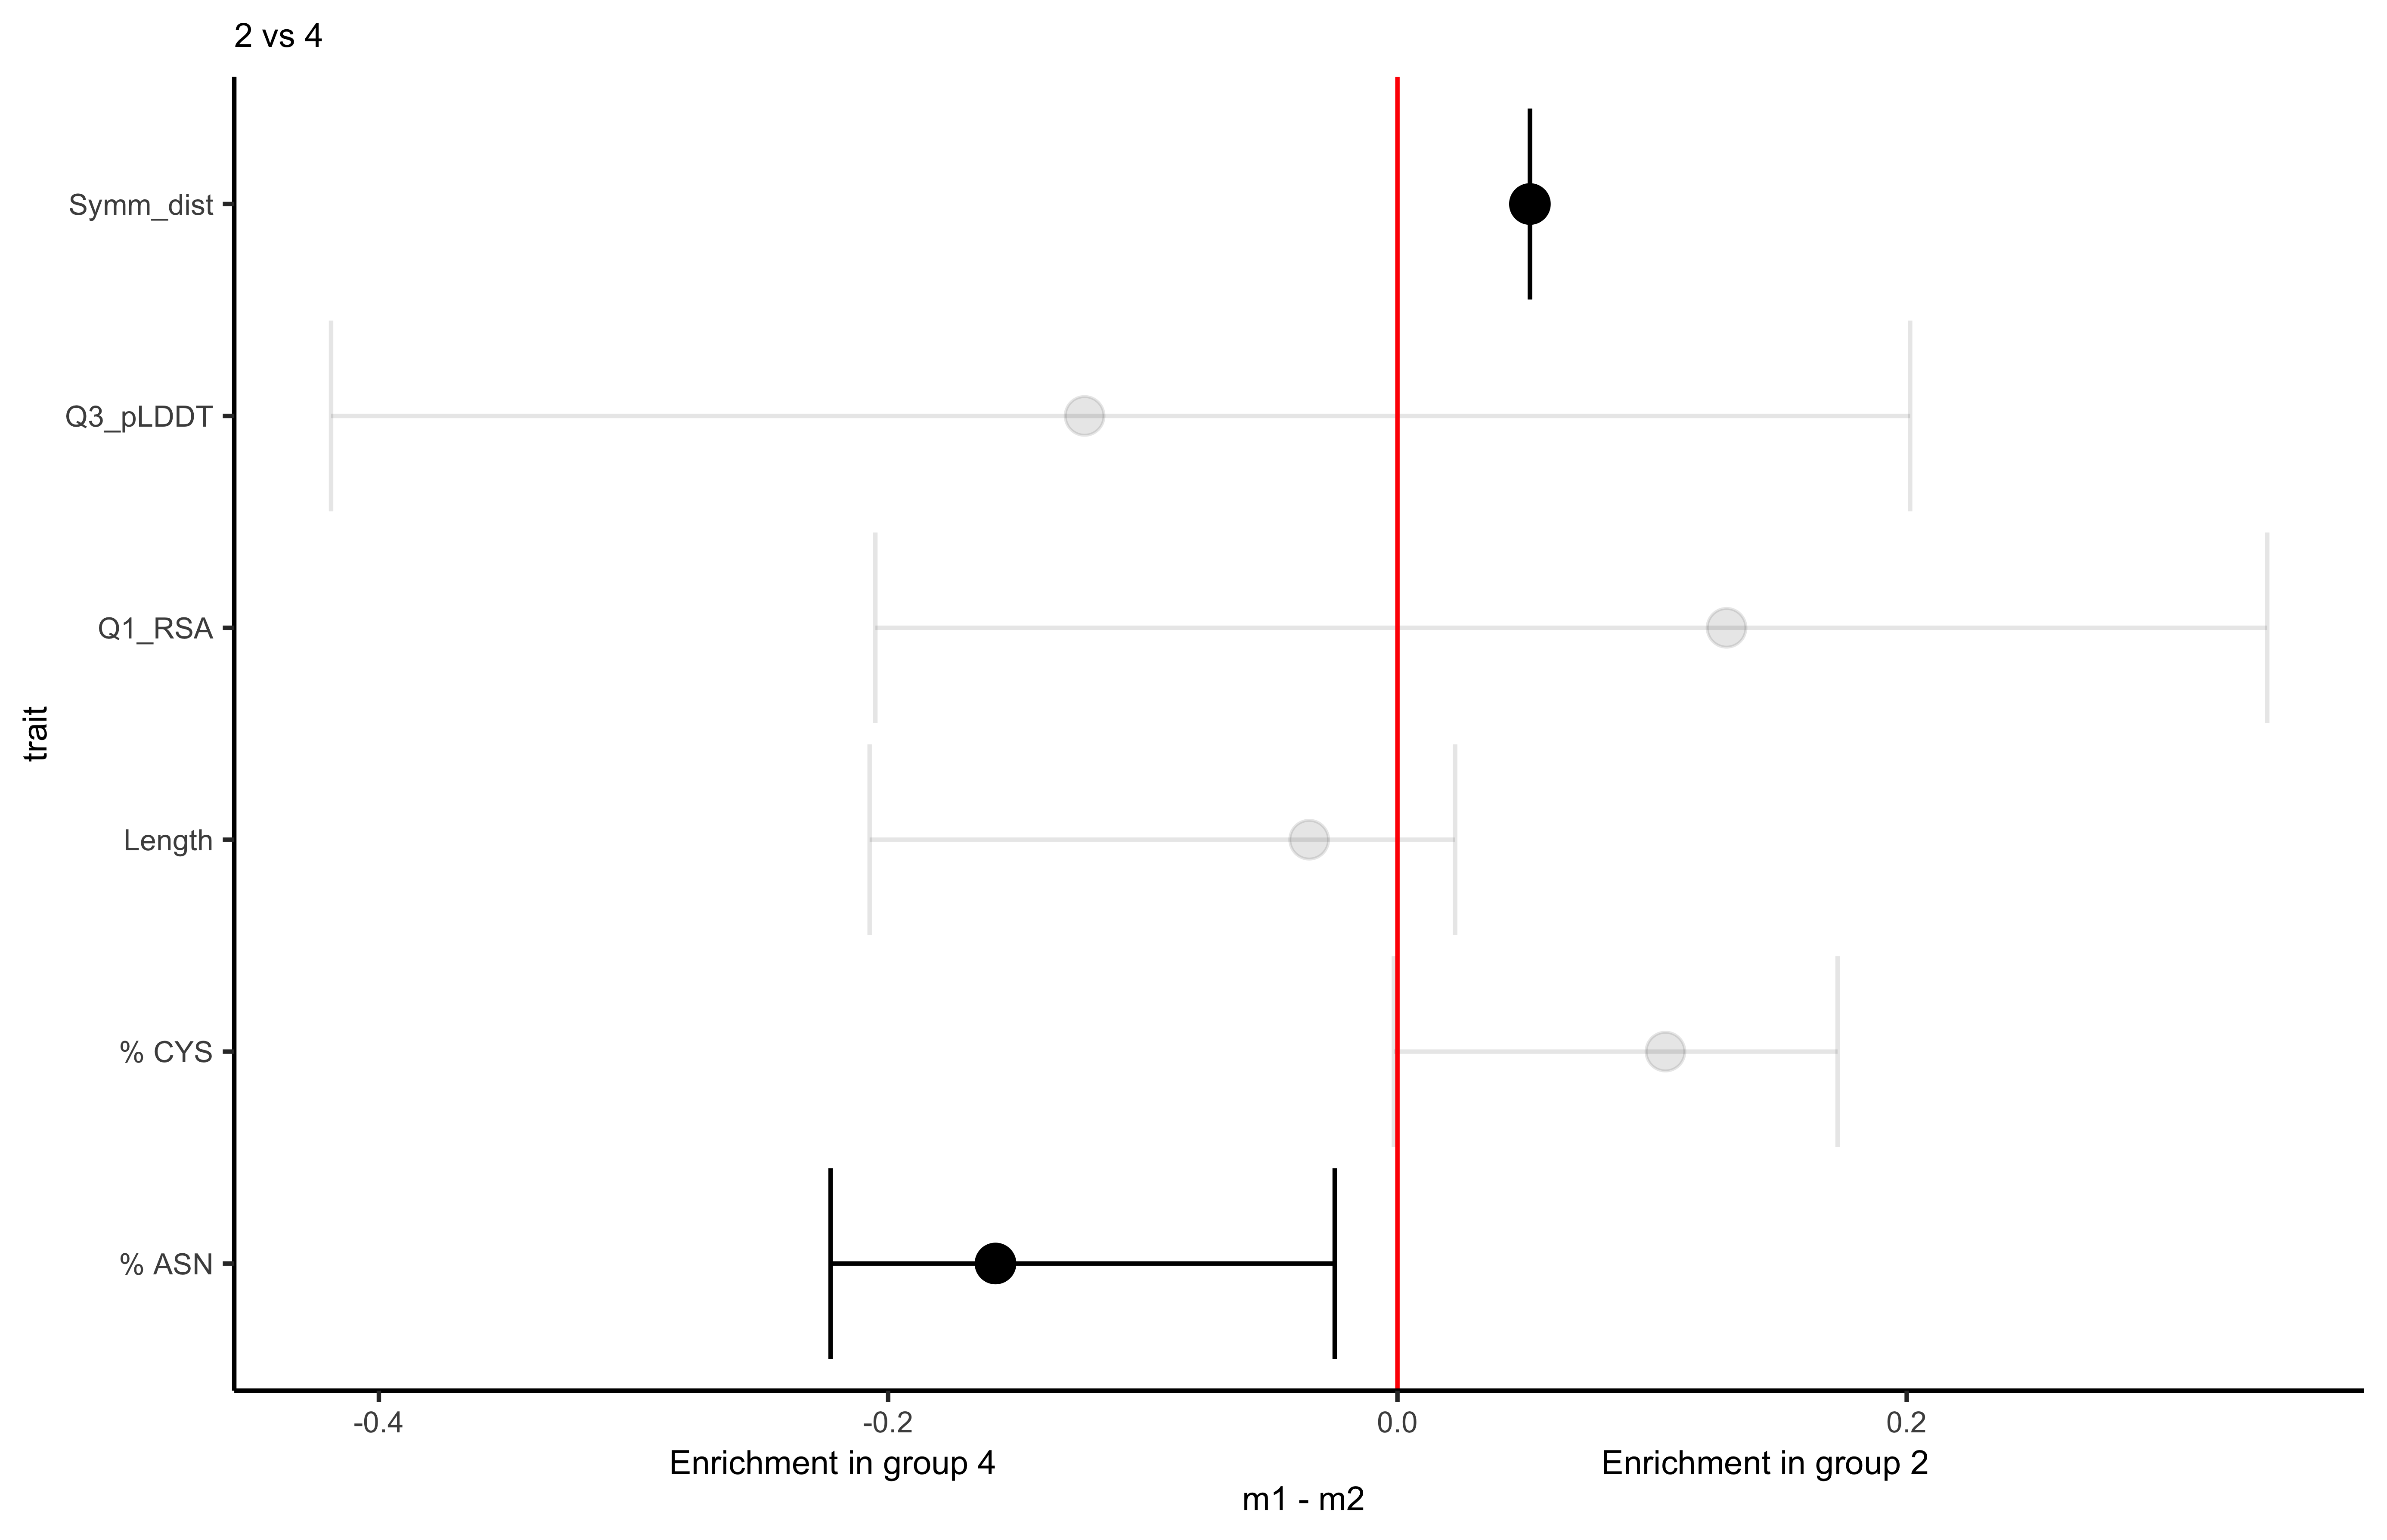 2 vs 4
trait
Symm_dist
Q3_pLDDT
Q1_RSA
Length
% CYS
% ASN
-0.4 -0.2 0.0 0.2
Enrichment in group 4 Enrichment in group 2
m1 - m2